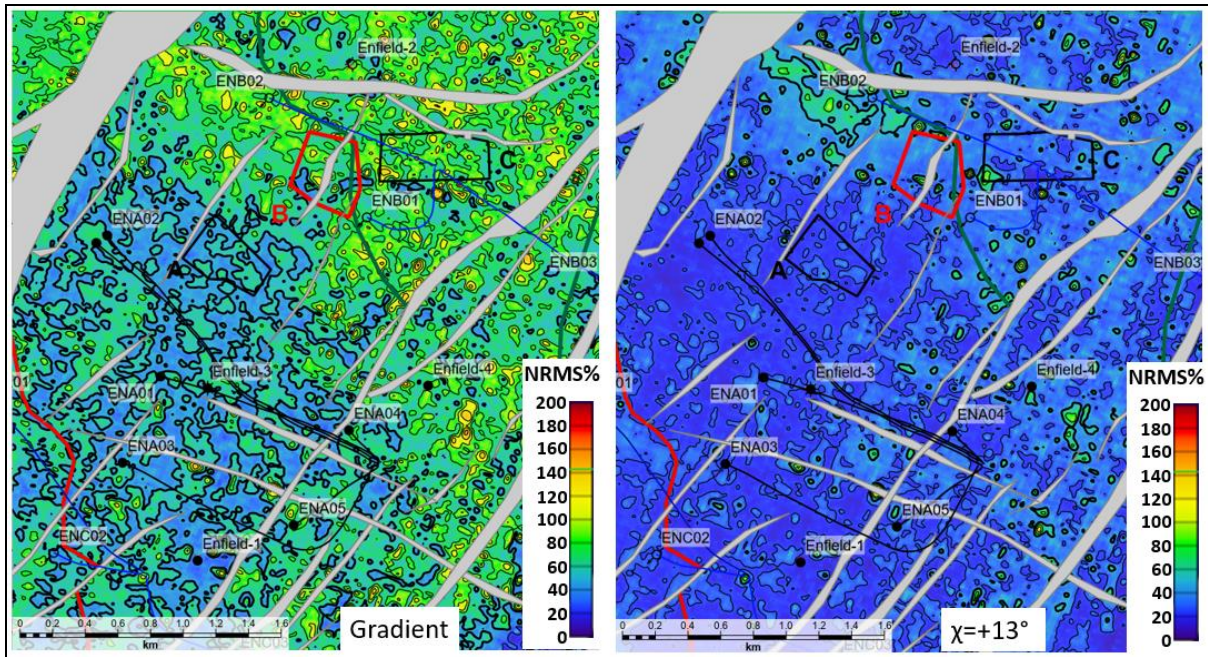 Enfield-2
ENB02
C
B
ENB01
ENA02
A
ENB03
Enfield-3
NRMS%
01
ENA01
Enfield-4
200
180
ENA04
160
140
ENA03
120
100
80
ENA05
60
ENC02
Enfield-1
40
20
0
0 0.2 0.4 0.6 0.8 1.0 1.2 1.4 1.6
km
Gradient
Enfield-2
ENB02
C
B
ENB01
ENA02
A
ENB03
Enfield-3
NRMS%
01
ENA01
Enfield-4
200
180
ENA04
160
140
ENA03
120
100
80
ENA05
60
ENC02
Enfield-1
40
20
0
0 0.2 0.4 0.6 0.8 1.0 1.2 1.4 1.6
km
χ=+13°